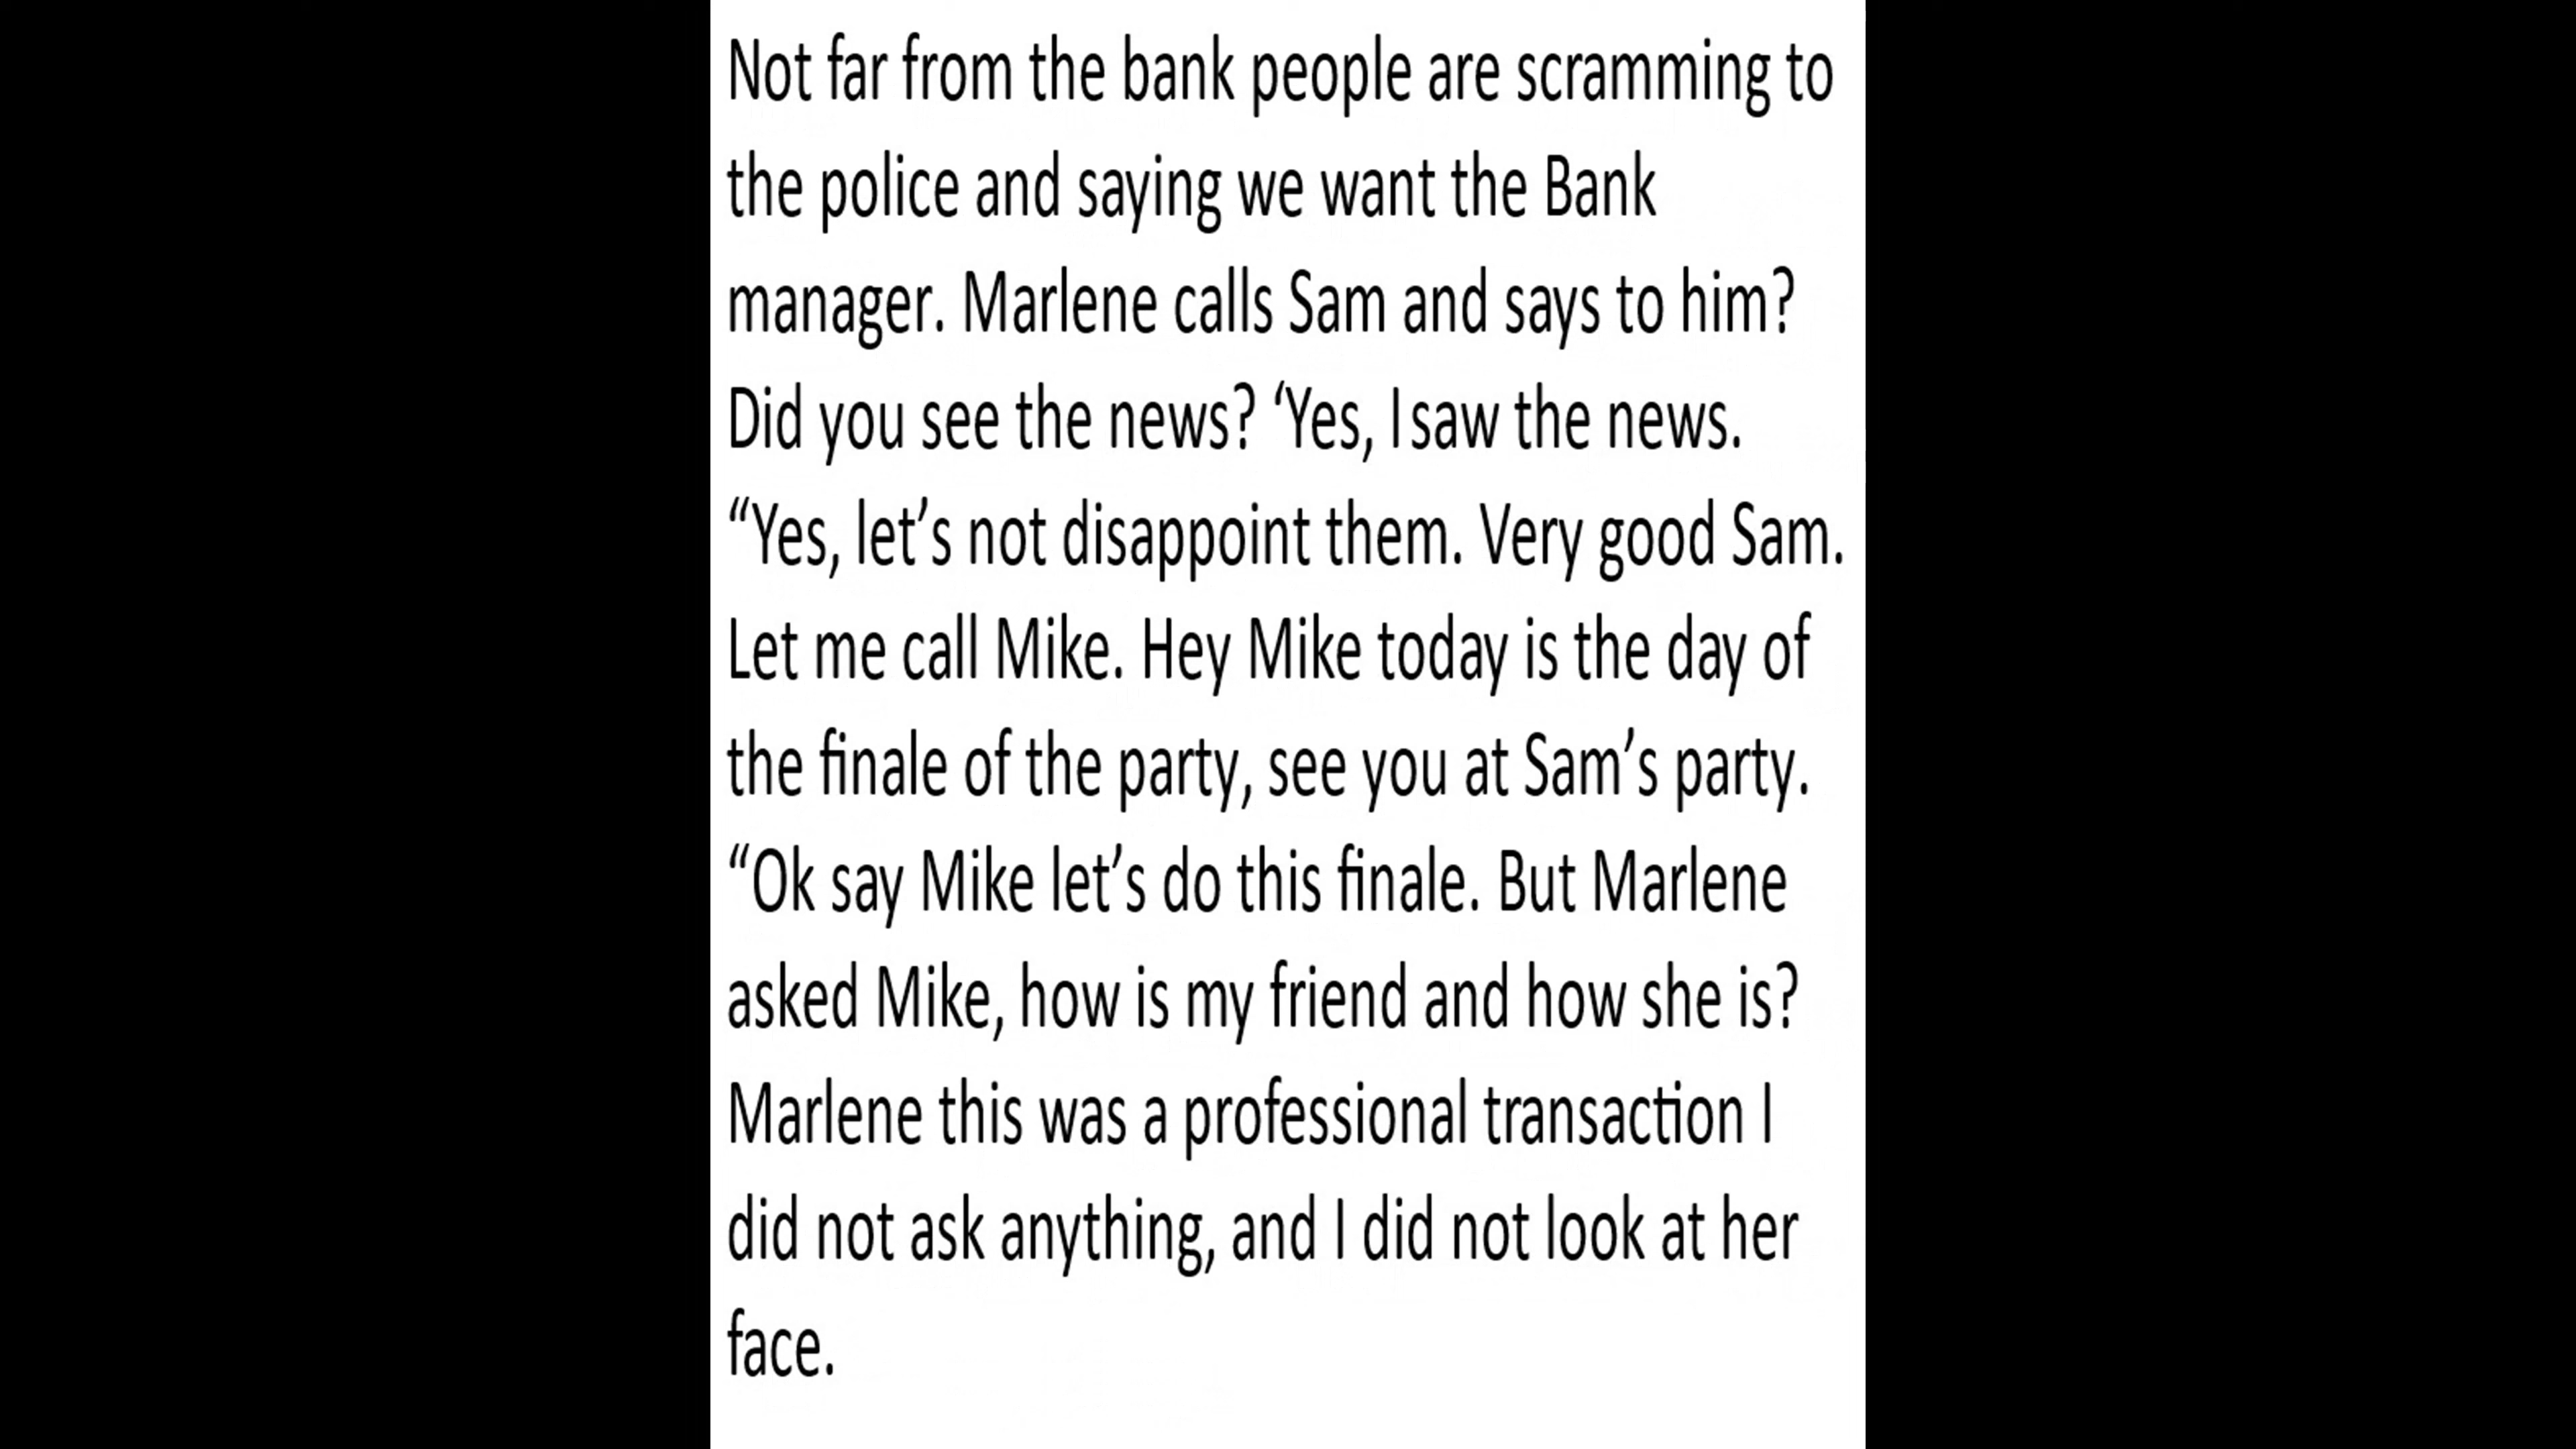 Not far from the bank people are scramming to
the police and saying we want the Bank
manager. Marlene calls Sam and says to him?
Did you see the news? ‘Yes, I saw the news.
“Yes, let’s not disappoint them. Very good Sam.
Let me call Mike. Hey Mike today is the day of
the finale of the party, see you at Sam’s party.
“Ok say Mike let’s do this finale. But Marlene
asked Mike, how is my friend and how she is?
Marlene this was a professional transaction I
did not ask anything, and I did not look at her
face.